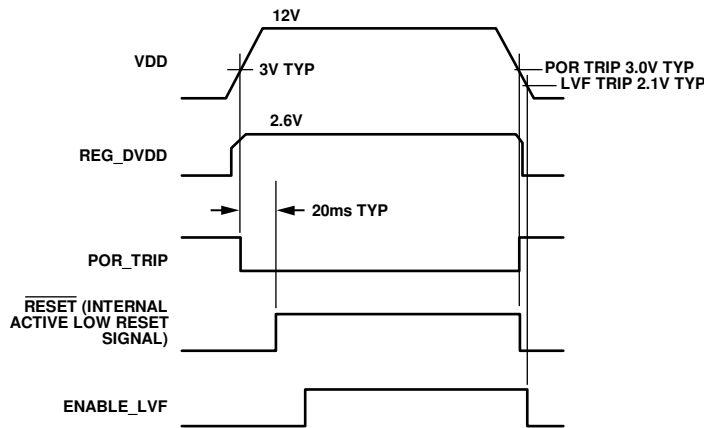 12V
VDD
3V TYP
POR TRIP 3.0V TYP
LVF TRIP 2.1V TYP
2.6V
REG_DVDD
20ms TYP
POR_TRIP
RESET (INTERNAL
ACTIVE LOW RESET
SIGNAL)
ENABLE_LVF